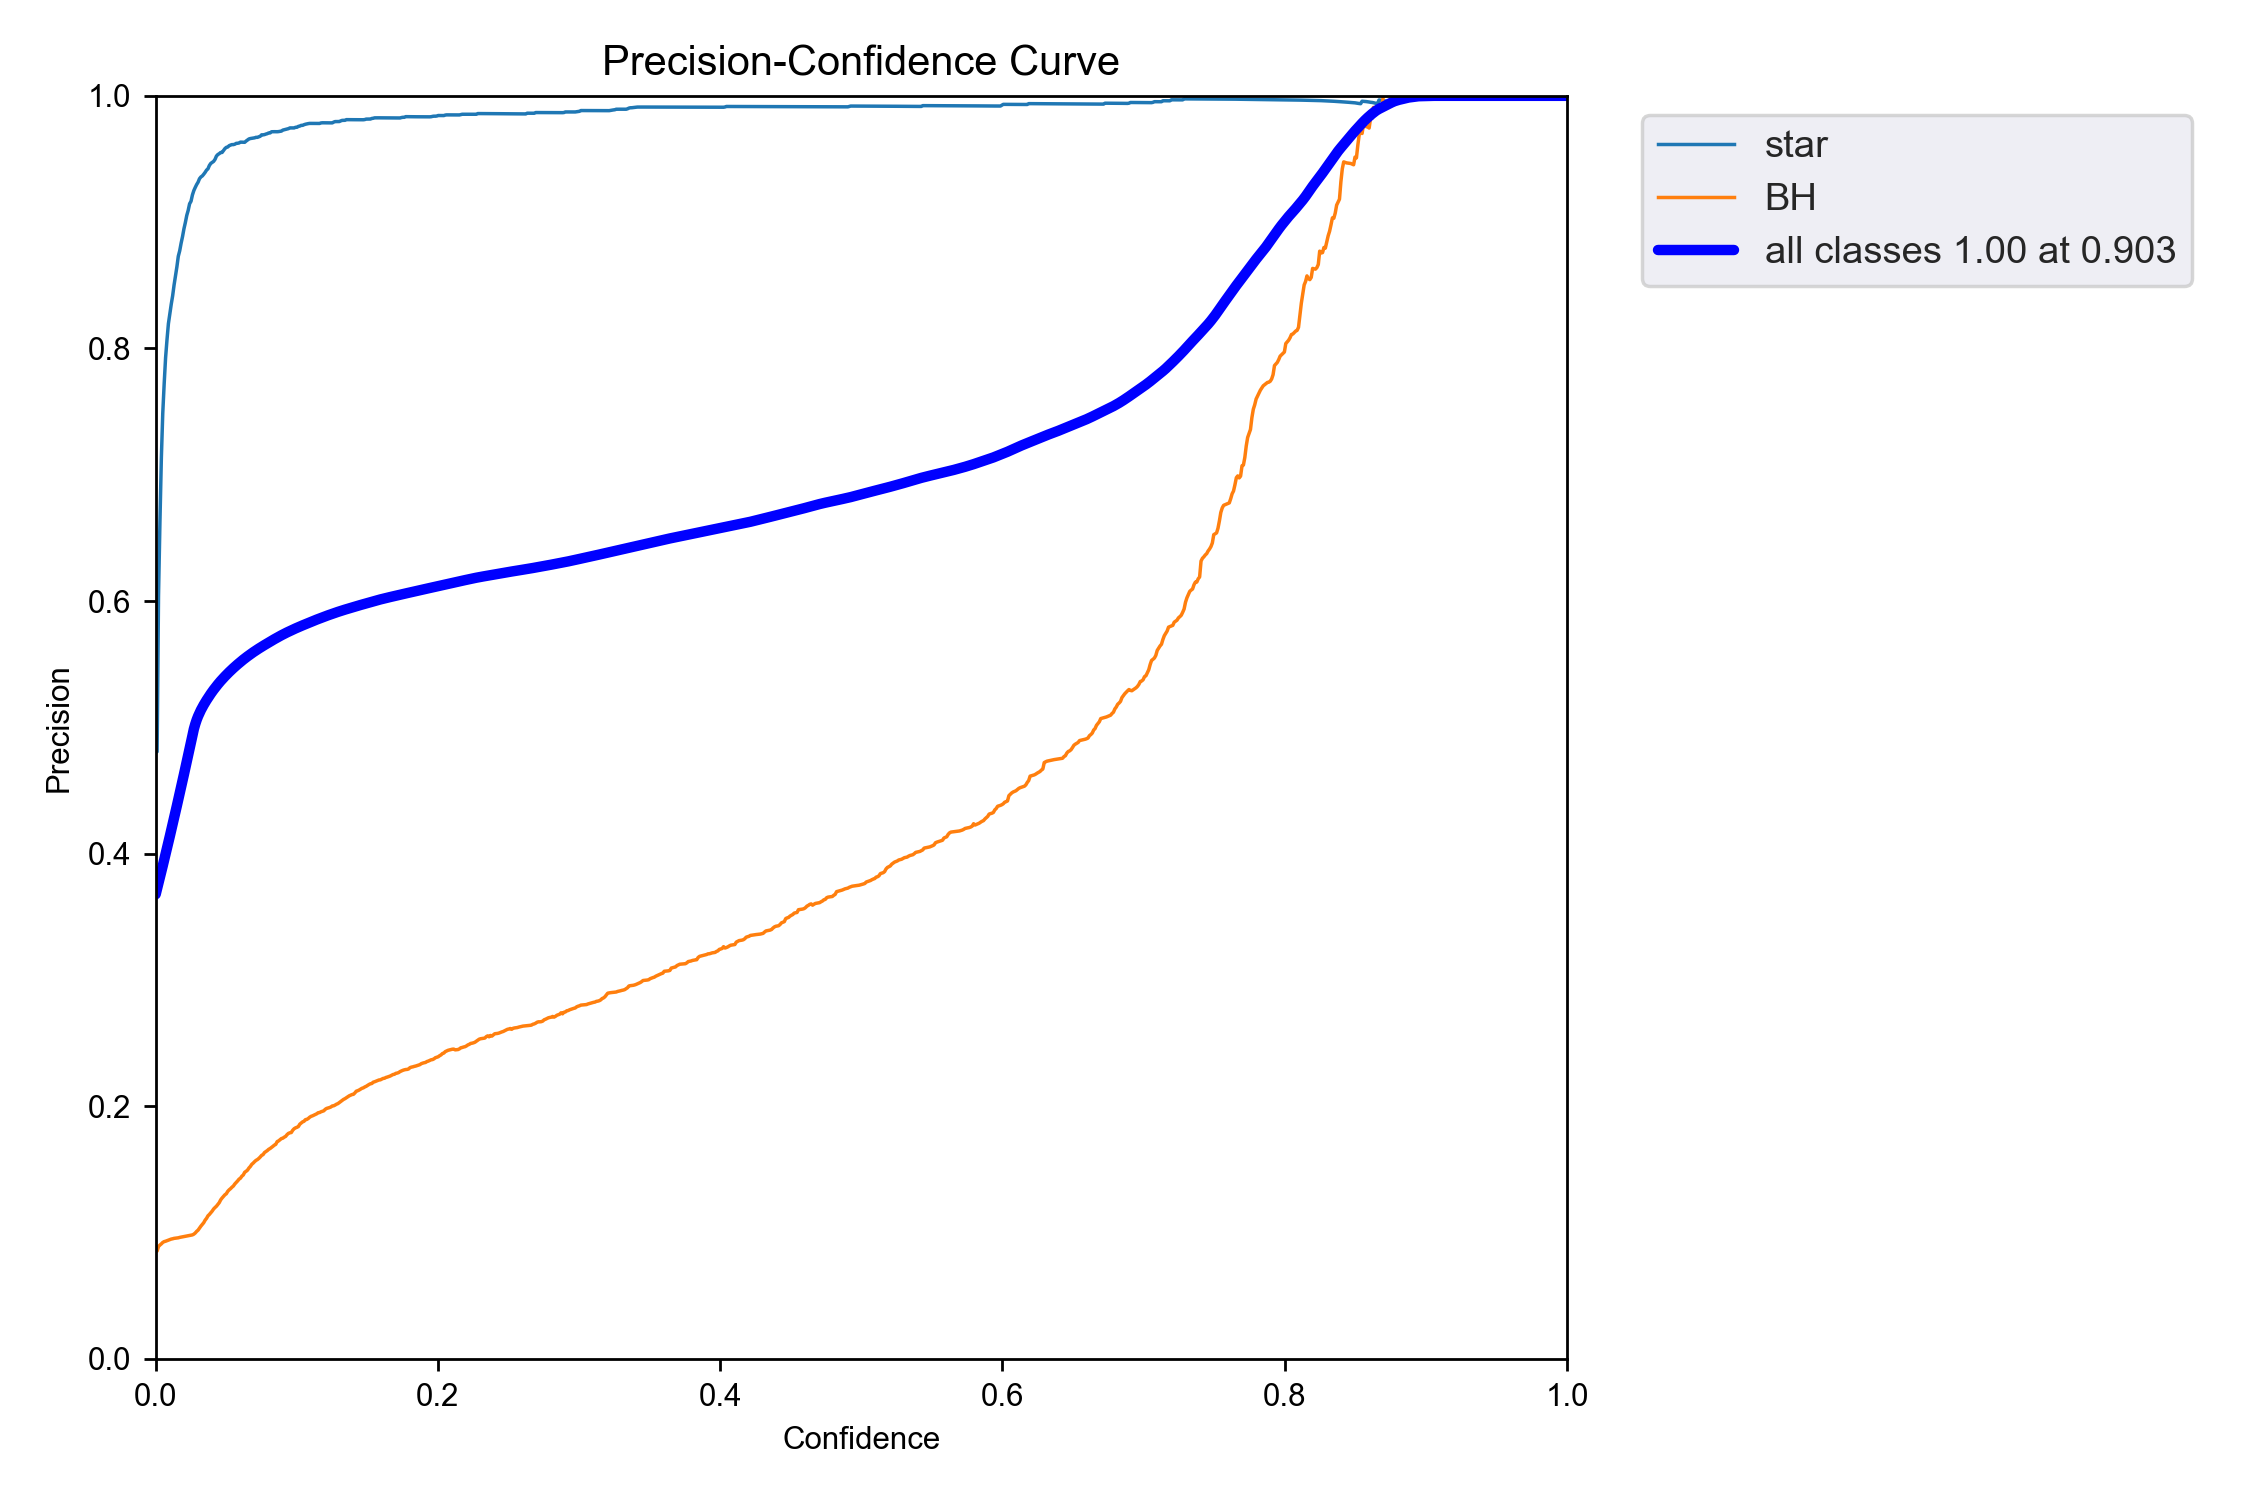 Precision-Confidence Curve
1.0
0.8
0.6
0.4
0.2
0.0
Precision
0.0 0.2 0.4 0.6 0.8 1.0
Confidence
star
BH
all classes 1.00 at 0.903